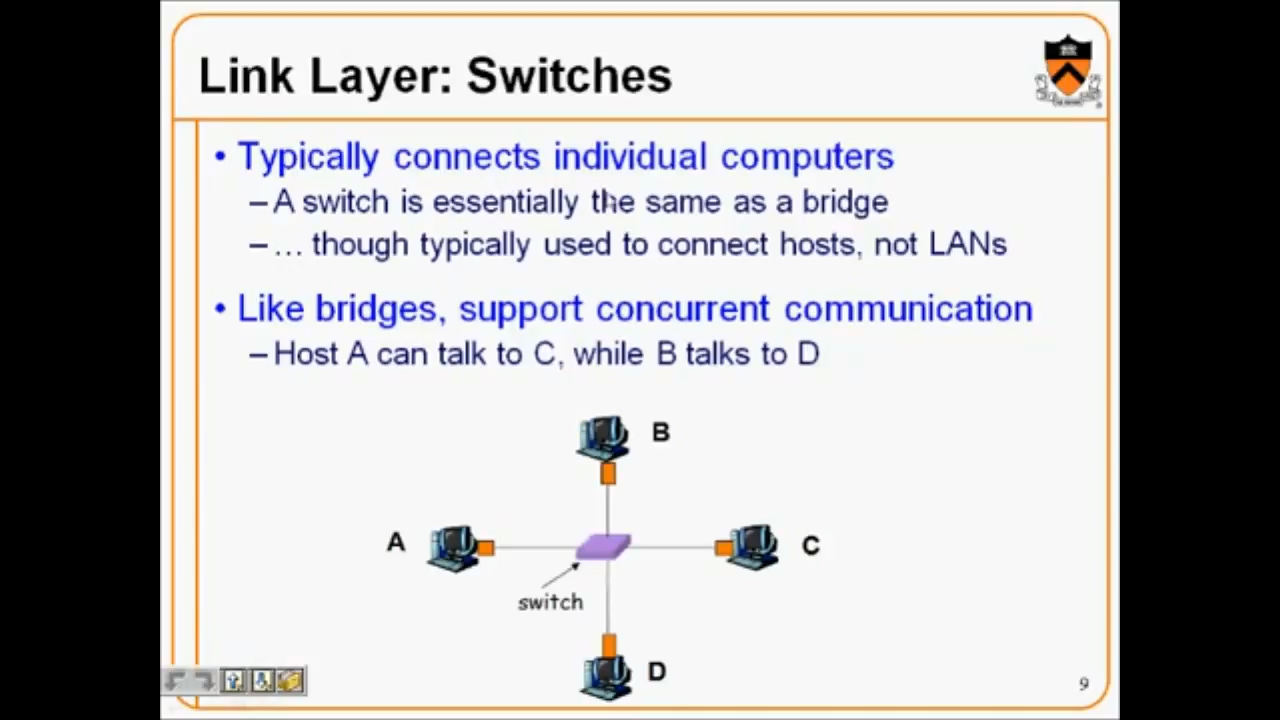 Link Layer: Switches
• Typically connects individual computers
– A switch is essentially the same as a bridge
– … though typically used to connect hosts, not LANs
• Like bridges, support concurrent communication
– Host A can talk to C, while B talks to D
B
A
C
switch
D
9